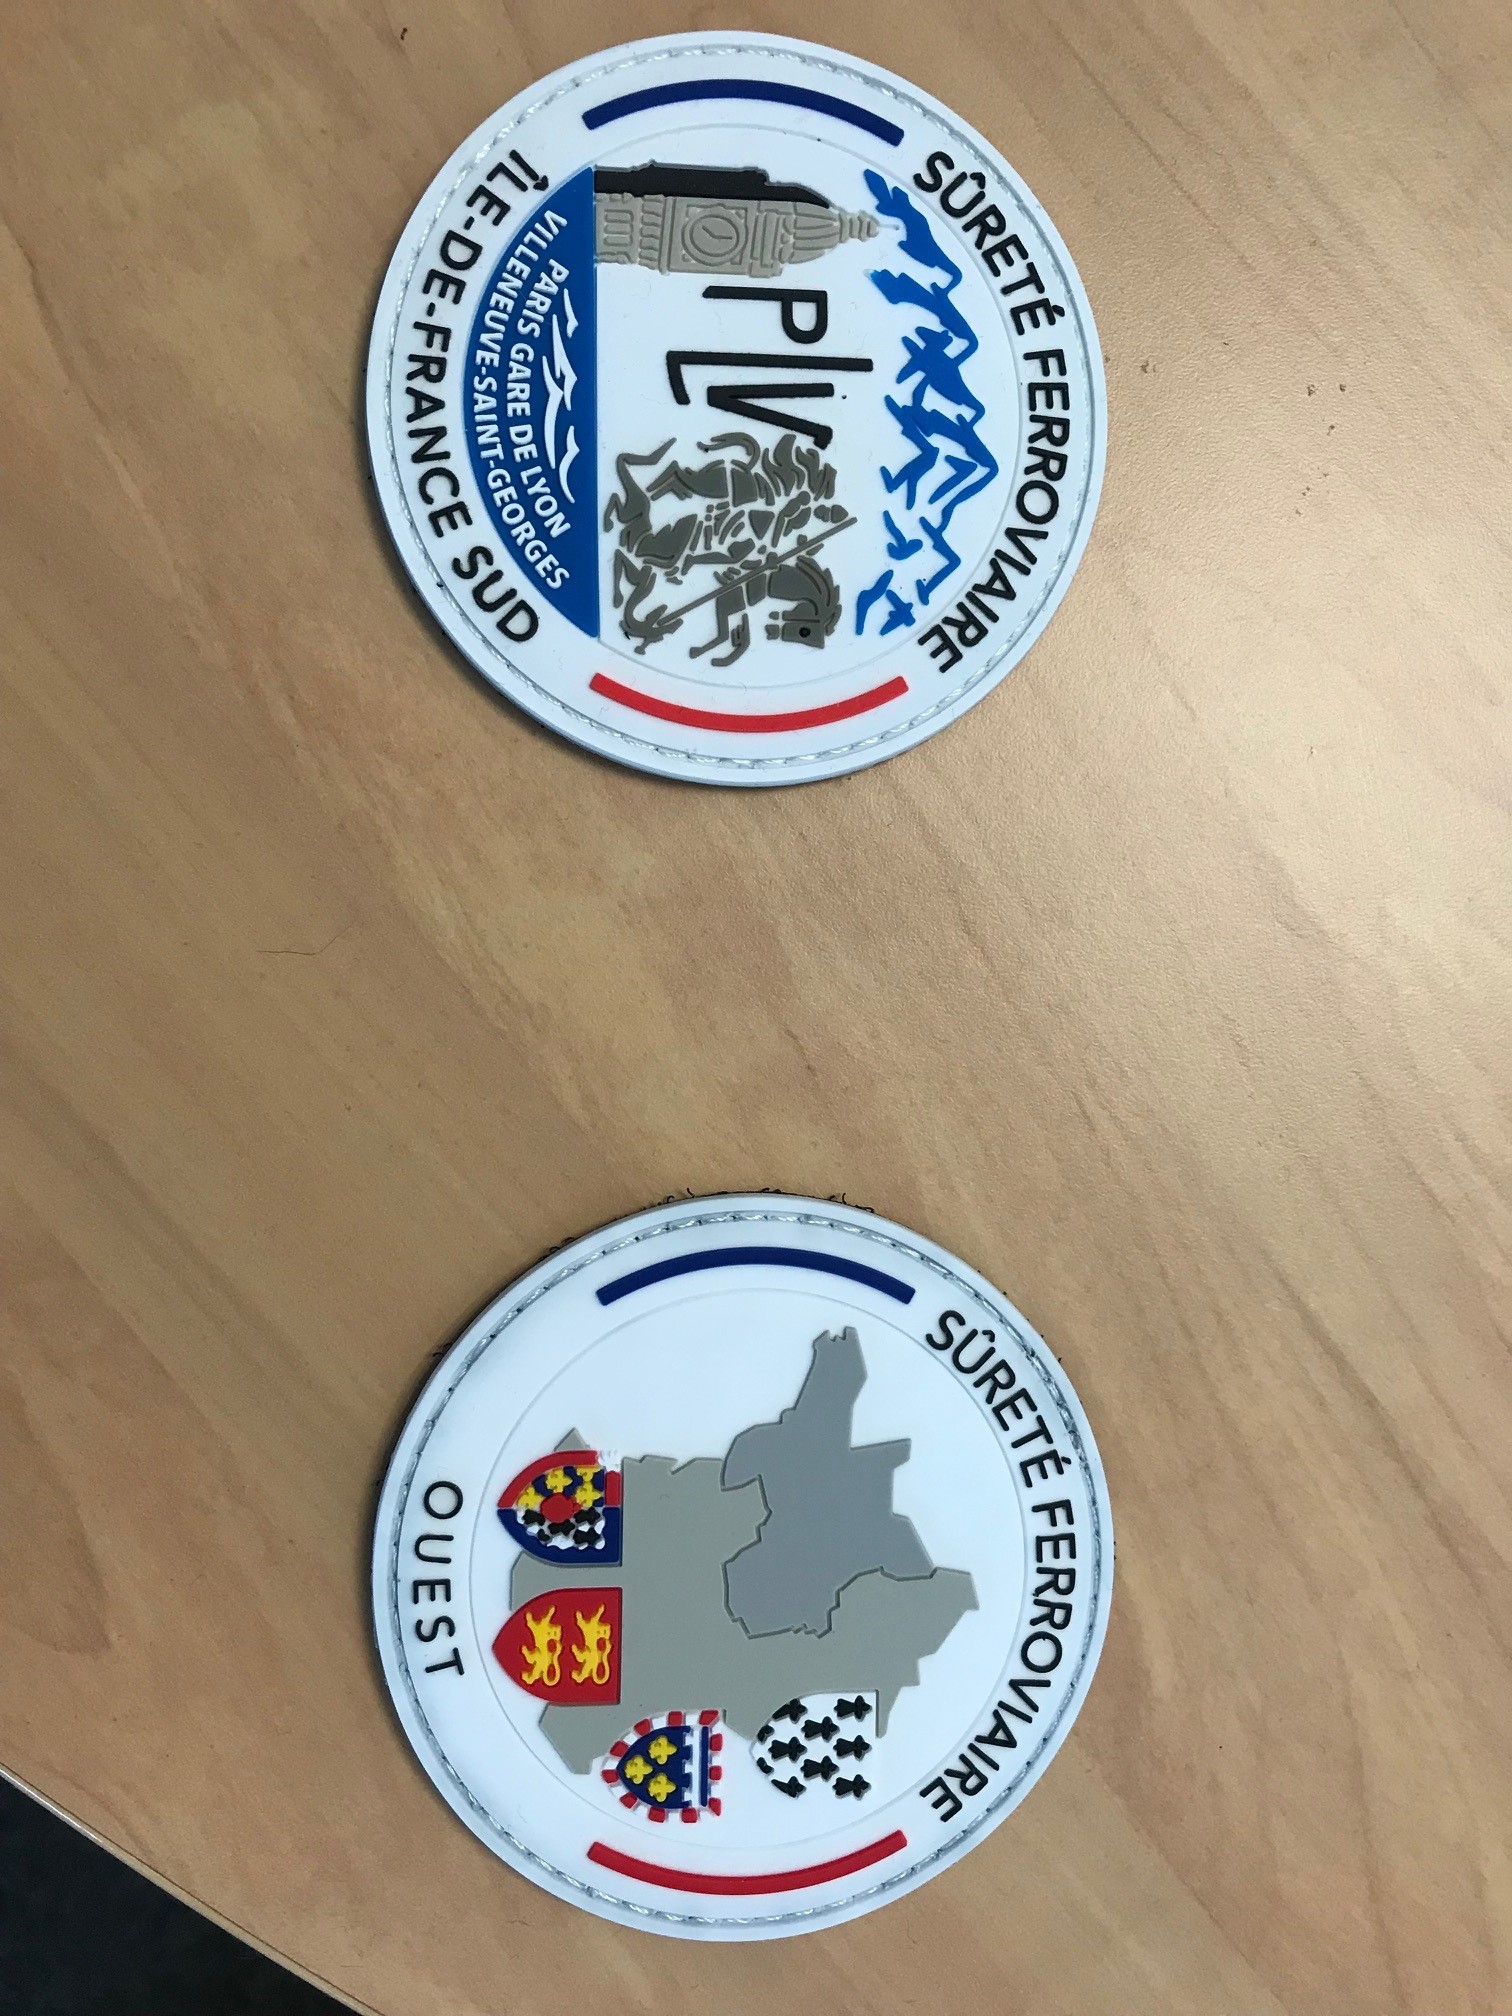 SÛRETÉ FERROVIAIRE
PLV
PARIS GARE DE LYON
VILLENEUVE-SAINT-GEORGES
ÎLE-DE-FRANCE SUD
SÛRETÉ FERROVIAIRE
OUEST